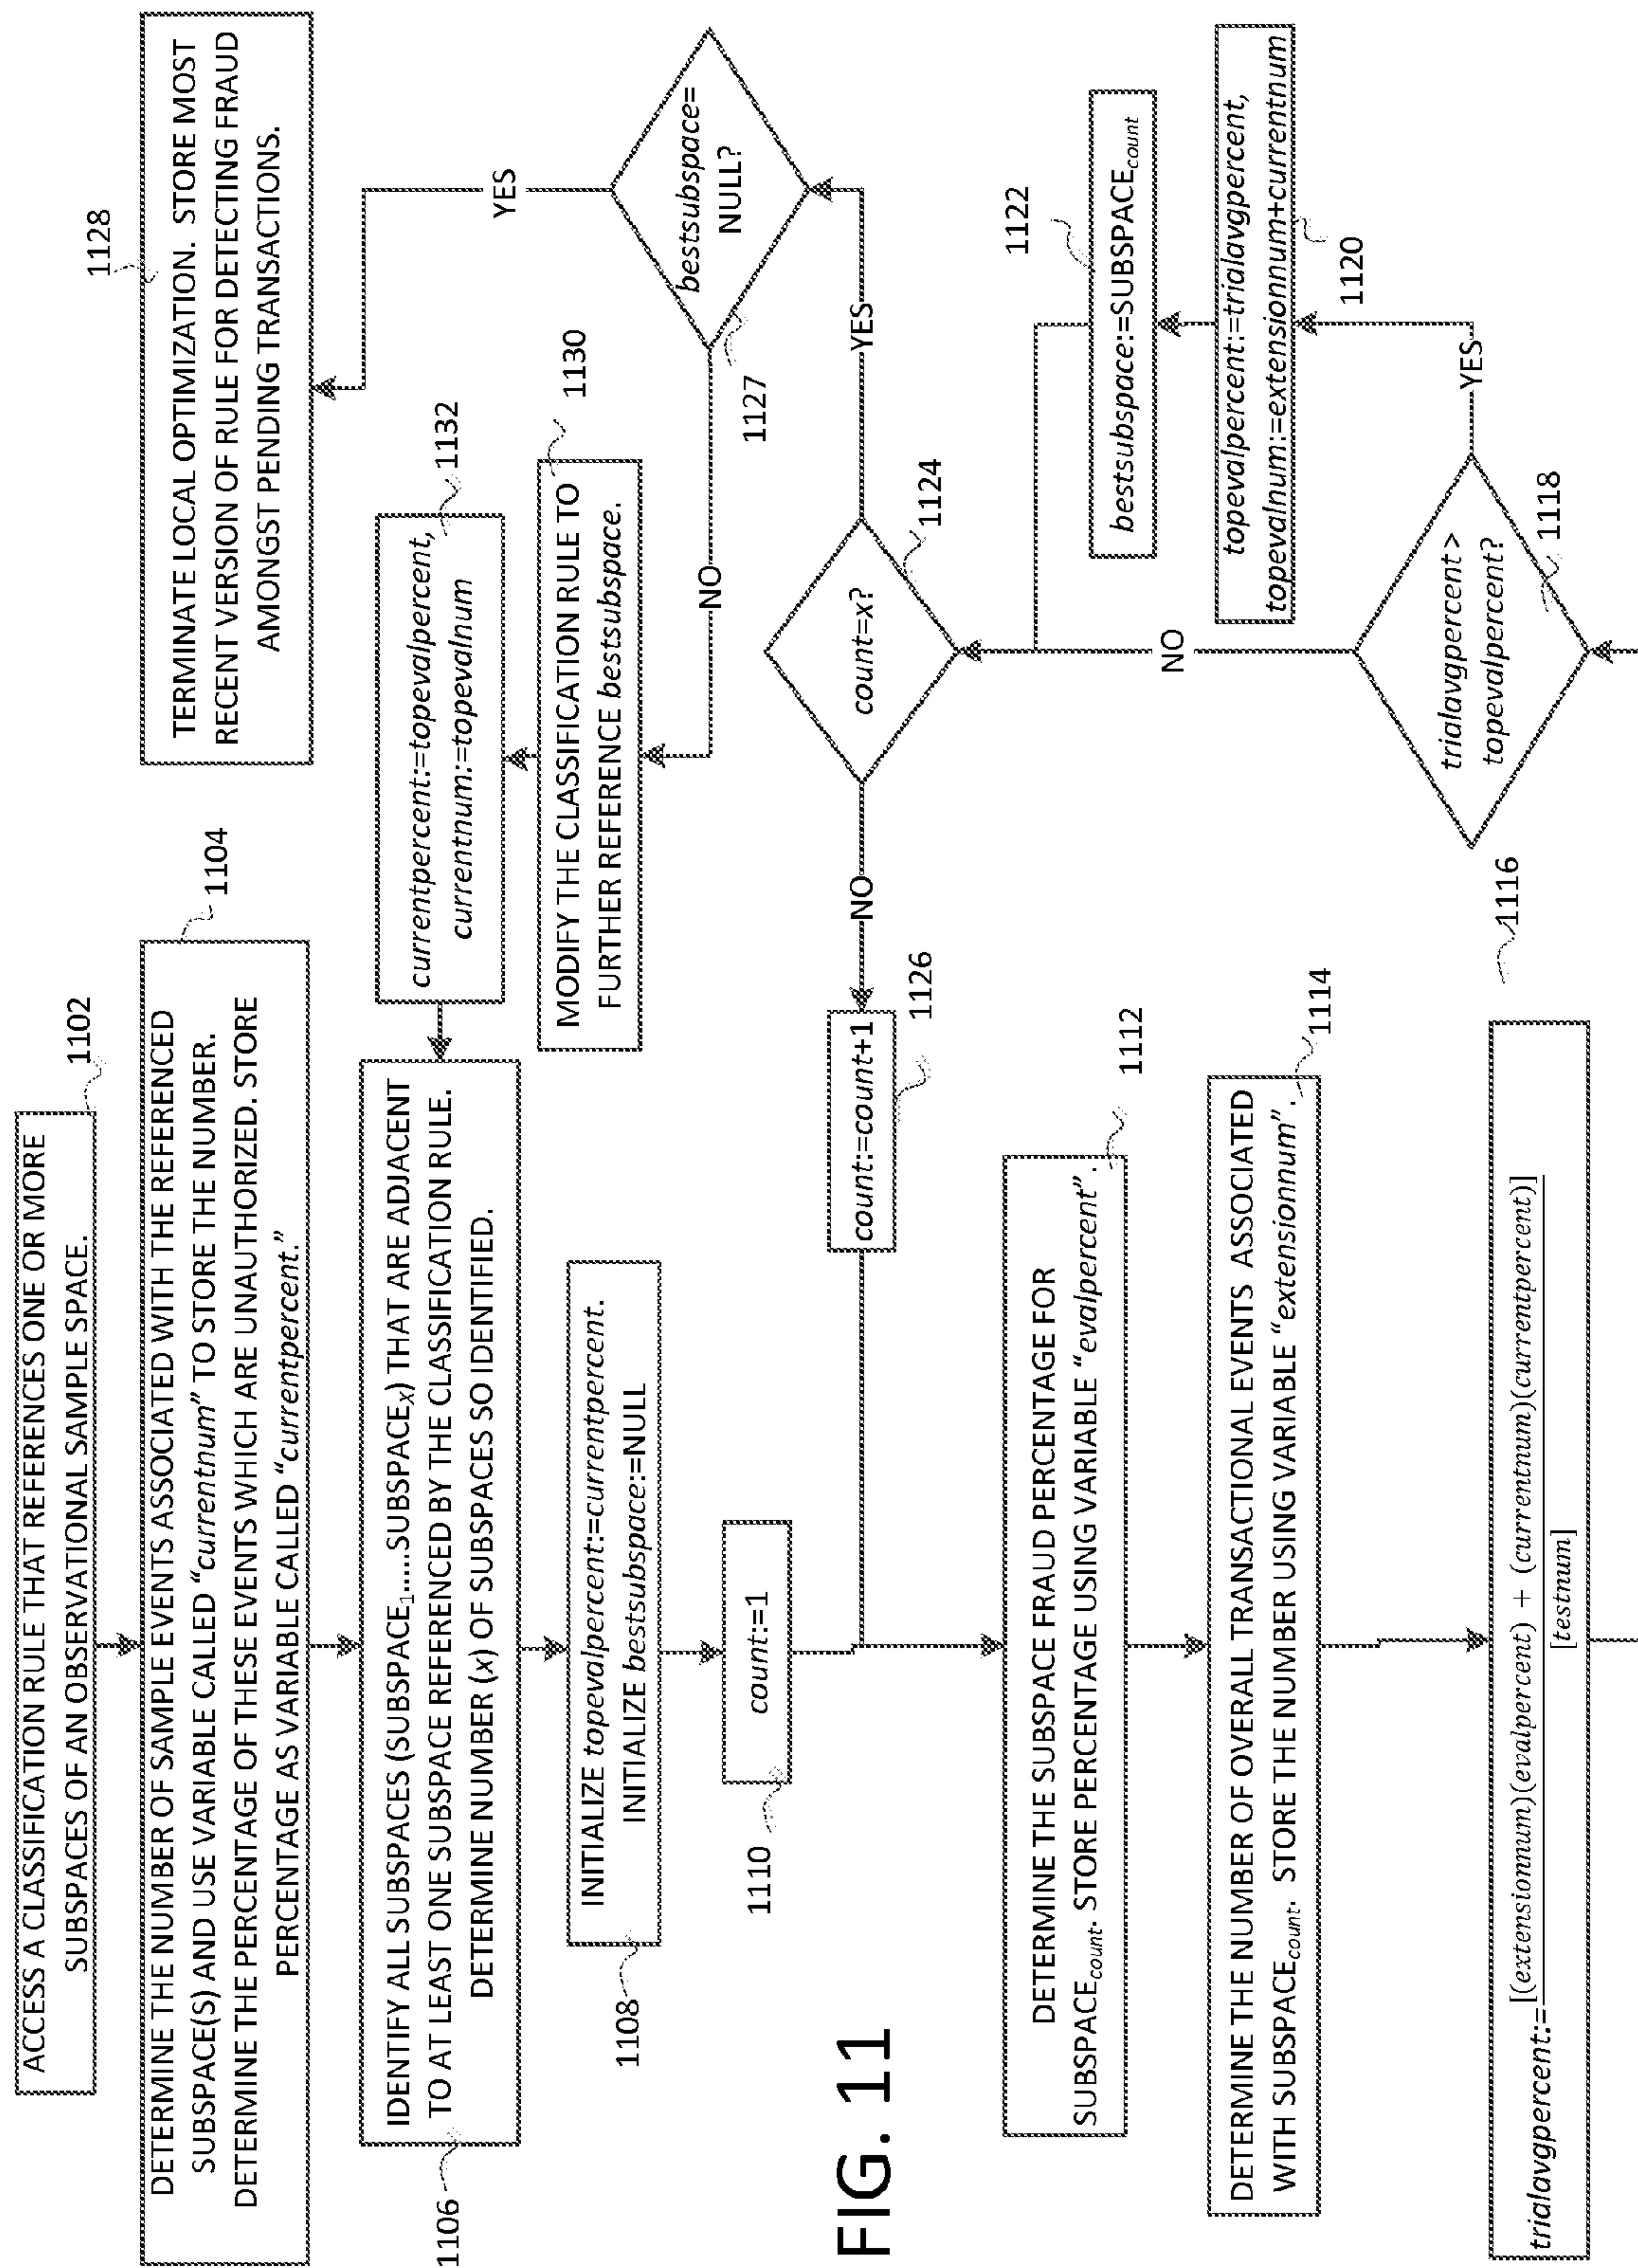 ACCESS A CLASSIFICATION RULE THAT REFERENCES ONE OR MORE
SUBSPACES OF AN OBSERVATIONAL SAMPLE SPACE.
1102
DETERMINE THE NUMBER OF SAMPLE EVENTS ASSOCIATED WITH THE REFERENCED
SUBSPACE(S) AND USE VARIABLE CALLED "currentnum" TO STORE THE NUMBER.
DETERMINE THE PERCENTAGE OF THESE EVENTS WHICH ARE UNAUTHORIZED. STORE
PERCENTAGE AS VARIABLE CALLED "currentpercent."
1104
IDENTIFY ALL SUBSPACES (SUBSPACE₁.....SUBSPACEₓ) THAT ARE ADJACENT
TO AT LEAST ONE SUBSPACE REFERENCED BY THE CLASSIFICATION RULE.
DETERMINE NUMBER (x) OF SUBSPACES SO IDENTIFIED.
1106
INITIALIZE topevalpercent:=currentpercent.
INITIALIZE bestsubspace:=NULL
1108
count:=1
1110
DETERMINE THE SUBSPACE FRAUD PERCENTAGE FOR
SUBSPACEcount. STORE PERCENTAGE USING VARIABLE "evalpercent".
1112
DETERMINE THE NUMBER OF OVERALL TRANSACTIONAL EVENTS ASSOCIATED
WITH SUBSPACEcount. STORE THE NUMBER USING VARIABLE "extensionnum".
1114
trialavgpercent:=
[(extensionnum)(evalpercent) + (currentnum)(currentpercent)]
[testnum]
1116
trialavgpercent>
topevalpercent?
1118
YES
NO
topevalpercent:=trialavgpercent,
topevalnum:=extensionnum+currentnum
1120
bestsubspace:=SUBSPACEcount
1122
count=x?
1124
NO
YES
count:=count+1
1126
bestsubspace=
NULL?
1127
YES
NO
TERMINATE LOCAL OPTIMIZATION. STORE MOST
RECENT VERSION OF RULE FOR DETECTING FRAUD
AMONGST PENDING TRANSACTIONS.
1128
MODIFY THE CLASSIFICATION RULE TO
FURTHER REFERENCE bestsubspace.
1130
currentpercent:=topevalpercent,
currentnum:=topevalnum
1132
FIG. 11